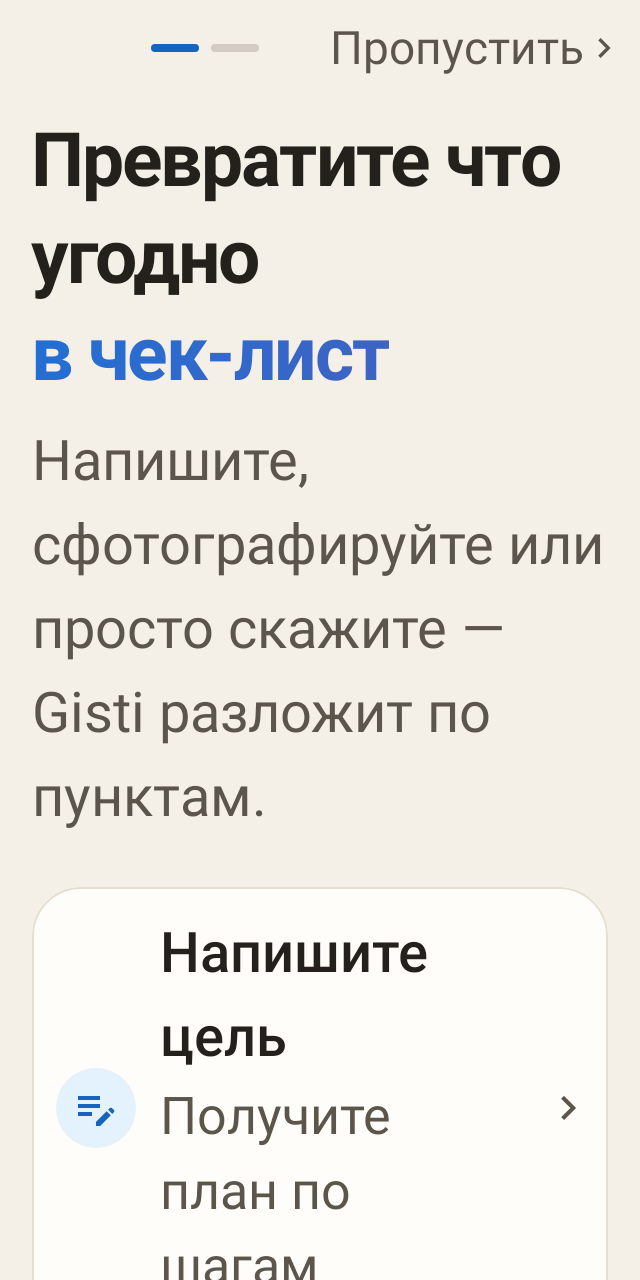 Пропустить
Превратите что
угодно
в чек-лист
Напишите,
сфотографируйте или
просто скажите —
Gisti разложит по
пунктам.
Напишите
цель
Получите
план по
шагам